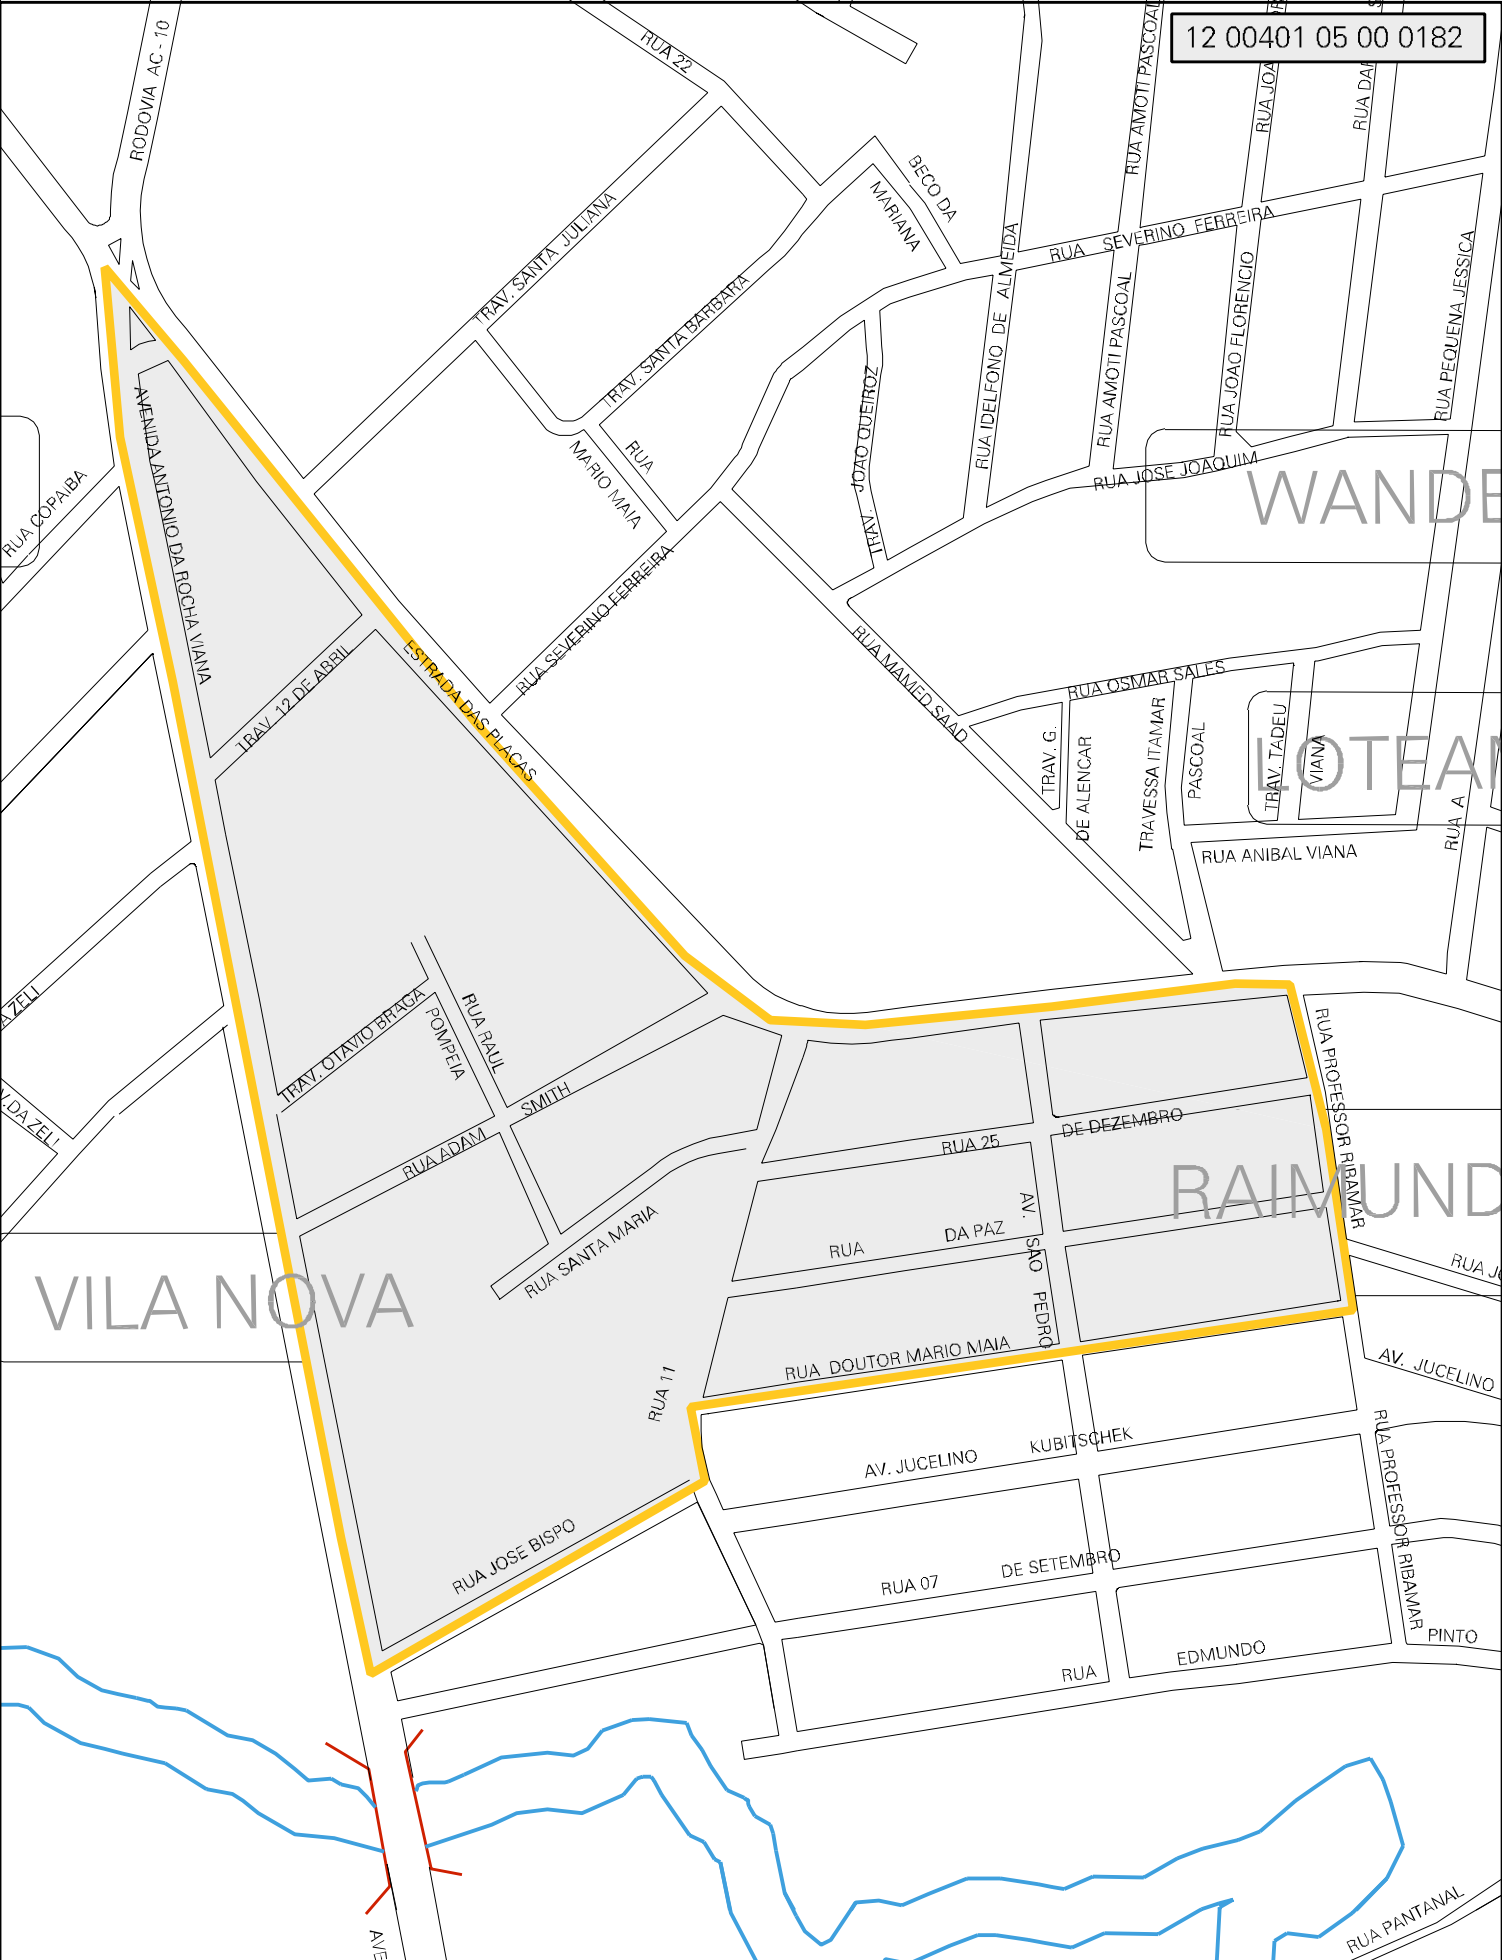 12 00401 05 00 0182
RODOVIA AC - 10
RUA 22
RUA AMOTI PASCOAL
BECO DA
MARIANA
TRAV. SANTA JULIANA
TRAV. SANTA BARBARA
RUA SEVERINO FERREIRA
RUA IDELFONO DE ALMEIDA
RUA AMOTI PASCOAL
RUA JOAO FLORENCIO
RUA PEQUENA JESSICA
TRAV. JOAO QUEIROZ
RUA
MARIO MAIA
RUA JOSE JOAQUIM
WANDE
RUA COPAIBA
AVENIDA ANTONIO DA ROCHA VIANA
RUA SEVERINO FERREIRA
TRAV. 12 DE ABRIL
ESTRADA DAS PLACAS
RUA MAMED SAAD
RUA OSMAR SALES
TRAV. G.
DE ALENCAR
TRAVESSA ITAMAR
PASCOAL
TRAV. TADEU
VIANA
LOTEAM
RUA A
RUA ANIBAL VIANA
A ZELI
TRAV. OTAVIO BRAGA
RUA RAUL
POMPEIA
RUA ADAM
SMITH
V.DA ZELI
RUA PROFESSOR RIBAMAR
RUA 25
DE DEZEMBRO
RAIMUND
RUA SANTA MARIA
RUA
DA PAZ
AV. SAO PEDRO
VILA NOVA
RUA DOUTOR MARIO MAIA
RUA 11
AV. JUCELINO
AV. JUCELINO
KUBITSCHEK
RUA PROFESSOR RIBAMAR
RUA JOSE BISPO
RUA 07
DE SETEMBRO
RUA
EDMUNDO
PINTO
RUA PANTANAL
AVE